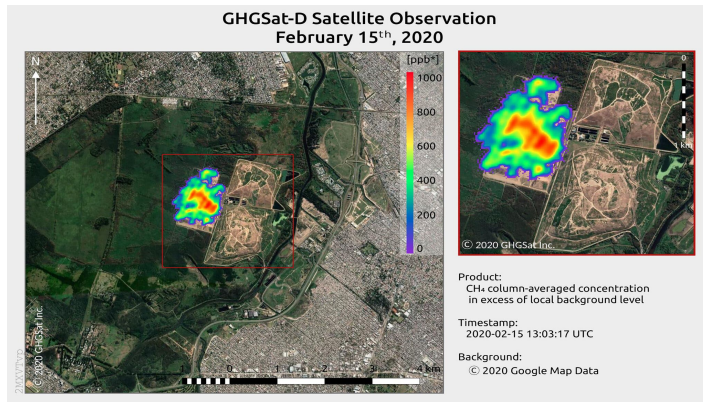 GHGSat-D Satellite Observation
February 15ᵗʰ, 2020
N
[ppb*]
1000
800
600
400
200
0
1 0 1 2 3 4 km
© 2020 GHGSat Inc.
2MXVTvp
0
1 km
© 2020 GHGSat Inc.
Product:
CH₄ column-averaged concentration
in excess of local background level
Timestamp:
2020-02-15 13:03:17 UTC
Background:
© 2020 Google Map Data